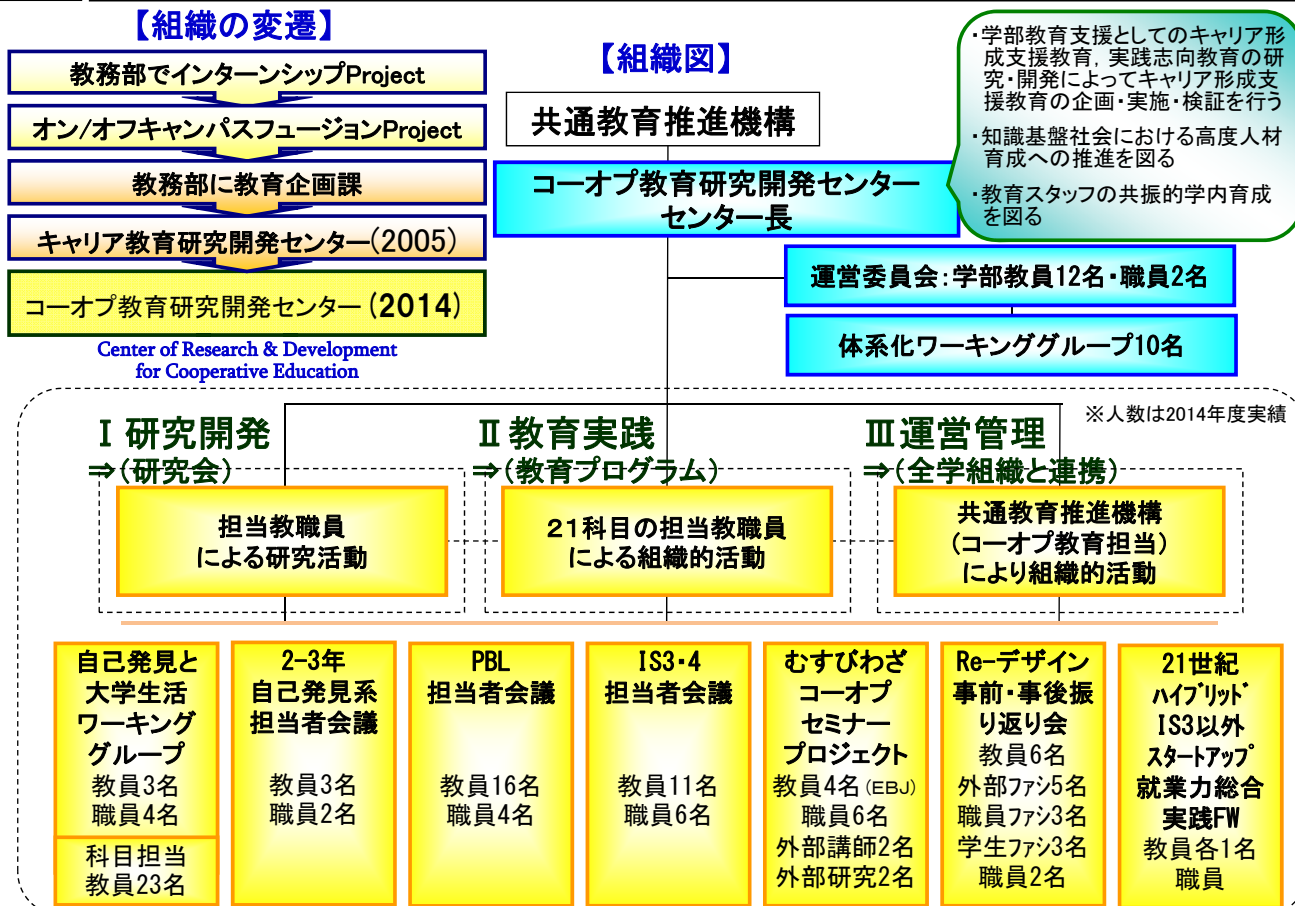 【組織の変遷】
教務部でインターンシップProject
オン/オフキャンパスフュージョンProject
教務部に教育企画課
キャリア教育研究開発センター(2005)
コーオプ教育研究開発センター(2014)
Center of Research & Development
for Cooperative Education
【組織図】
共通教育推進機構
コーオプ教育研究開発センター
センター長
・学部教育支援としてのキャリア形
成支援教育,実践志向教育の研
究・開発によってキャリア形成支
援教育の企画・実施・検証を行う
・知識基盤社会における高度人材
育成への推進を図る
・教育スタッフの共振的学内育成
を図る
運営委員会:学部教員12名・職員2名
体系化ワーキンググループ10名
※人数は2014年度実績
Ⅰ 研究開発
⇒(研究会)
担当教職員
による研究活動
Ⅱ 教育実践
⇒(教育プログラム)
21科目の担当教職員
による組織的活動
Ⅲ運営管理
⇒(全学組織と連携)
共通教育推進機構
(コーオプ教育担当)
により組織的活動
自己発見と
大学生活
ワーキング
グループ
教員3名
職員4名
科目担当
教員23名
2-3年
自己発見系
担当者会議
教員3名
職員2名
PBL
担当者会議
教員16名
職員4名
IS3・4
担当者会議
教員11名
職員6名
むすびわざ
コーオプ
セミナー
プロジェクト
教員4名(EBJ)
職員6名
外部講師2名
外部研究2名
Re-デザイン
事前・事後振
り返り会
教員6名
外部ファシ5名
職員ファシ3名
学生ファシ3名
職員2名
21世紀
ハイブリッド
IS3以外
スタートアップ
就業力総合
実践FW
教員各1名
職員